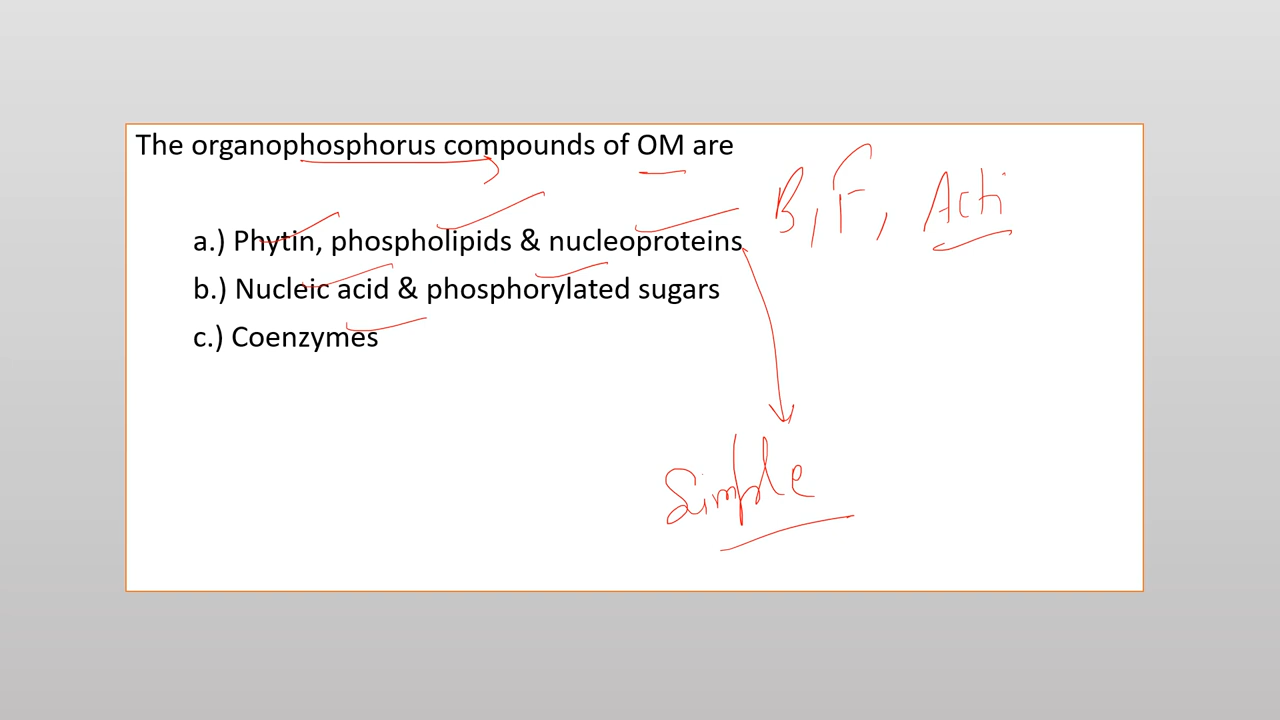 The organophosphorus compounds of OM are
B, F, Acti
a.) Phytin, phospholipids & nucleoproteins
b.) Nucleic acid & phosphorylated sugars
c.) Coenzymes
Simple